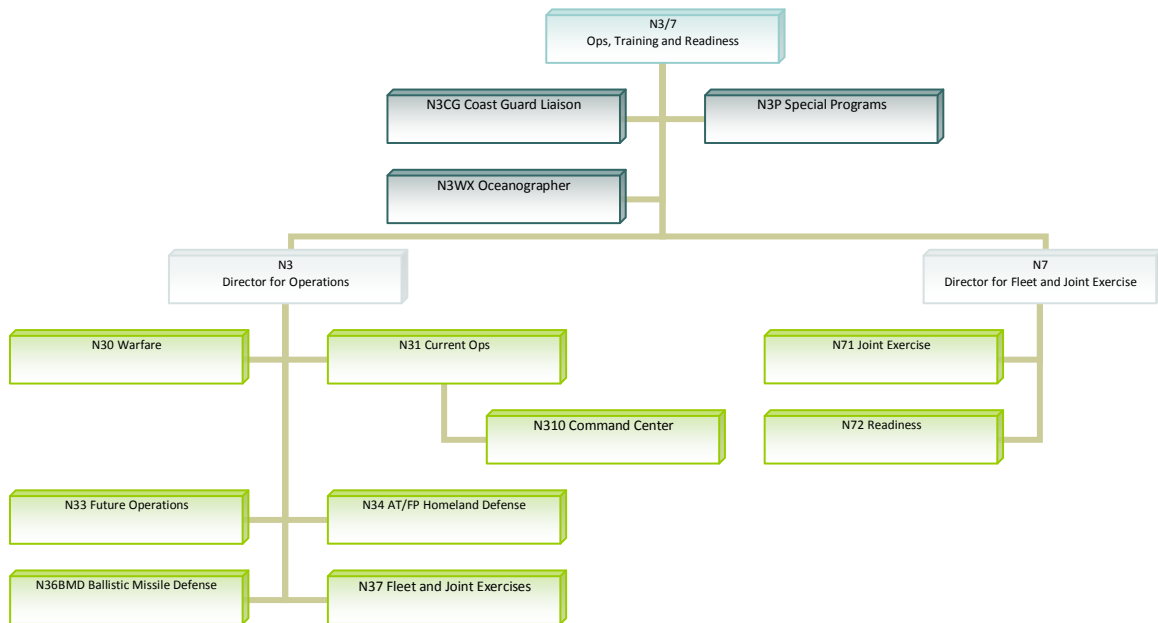 N3/7
Ops, Training and Readiness
N3CG Coast Guard Liaison
N3P Special Programs
N3WX Oceanographer
N3
Director for Operations
N7
Director for Fleet and Joint Exercise
N30 Warfare
N31 Current Ops
N71 Joint Exercise
N310 Command Center
N72 Readiness
N33 Future Operations
N34 AT/FP Homeland Defense
N36BMD Ballistic Missile Defense
N37 Fleet and Joint Exercises